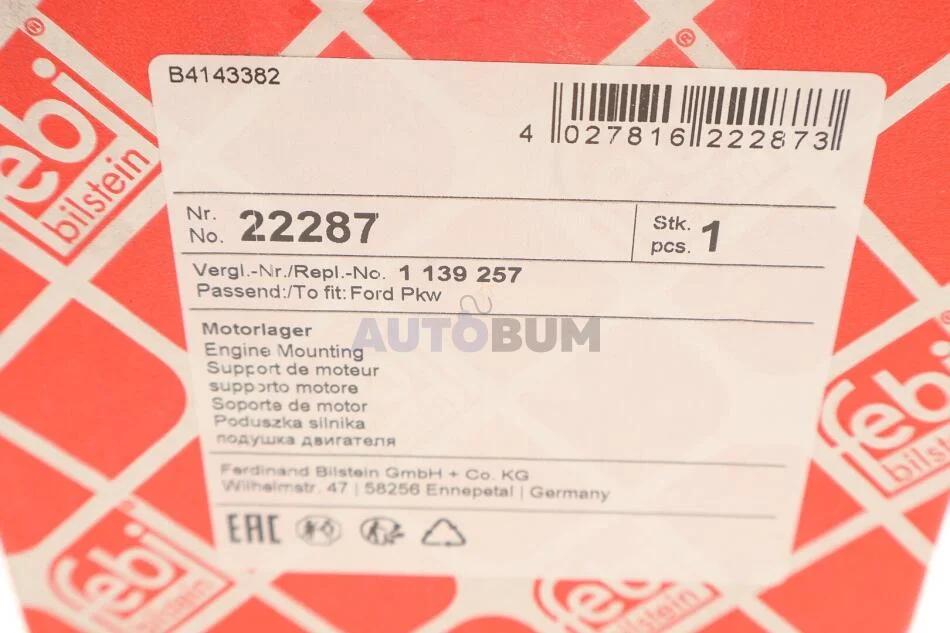 febi®
bilstein
®
B4143382
4 027816 222873
Nr. No. 22287
Stk. pcs. 1
Vergl.-Nr./Repl.-No. 1 139 257
Passend:/To fit: Ford Pkw
AUTOBUM
Motorlager
Engine Mounting
Support de moteur
supporto motore
Soporte de motor
Poduszka silnika
подушка двигателя
Ferdinand Bilstein GmbH + Co. KG
Wilhelmstr. 47 | 58256 Ennepetal | Germany
EAC
febi
bilstein
febi
febi
bilstein